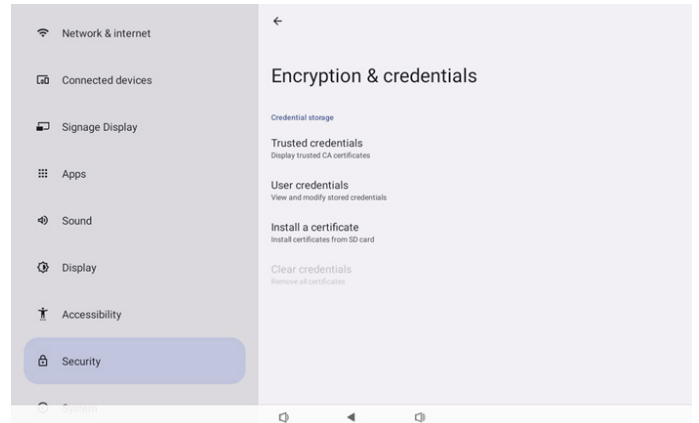 Network & internet
Connected devices
Signage Display
Apps
Sound
Display
Accessibility
Security
System
Encryption & credentials
Credential storage
Trusted credentials
Display trusted CA certificates
User credentials
View and modify stored credentials
Install a certificate
Install certificates from SD card
Clear credentials
Remove all certificates